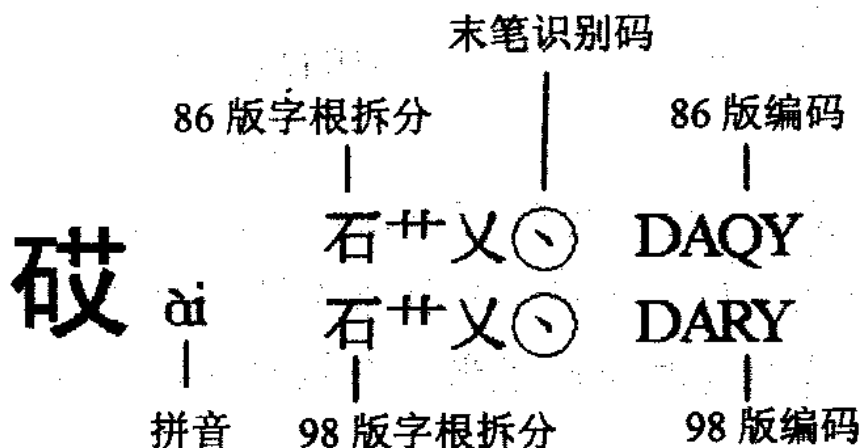 末笔识别码
86 版字根拆分 86 版编码
砹 石艹乂㇏ DAQY
ài 石艹乂㇏ DARY
拼音 98 版字根拆分 98 版编码